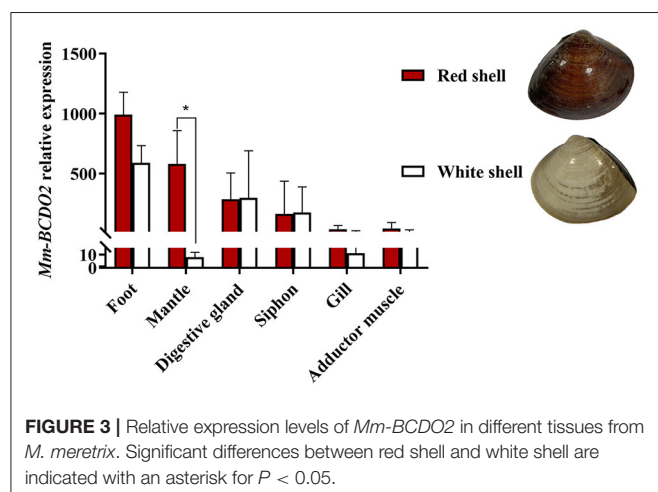 Mm-BCDO2 relative expression
1500
1000
500
10
0
*
Red shell
White shell
Foot
Mantle
Digestive gland
Siphon
Gill
Adductor muscle
FIGURE 3 | Relative expression levels of Mm-BCDO2 in different tissues from
M. meretrix. Significant differences between red shell and white shell are
indicated with an asterisk for P < 0.05.